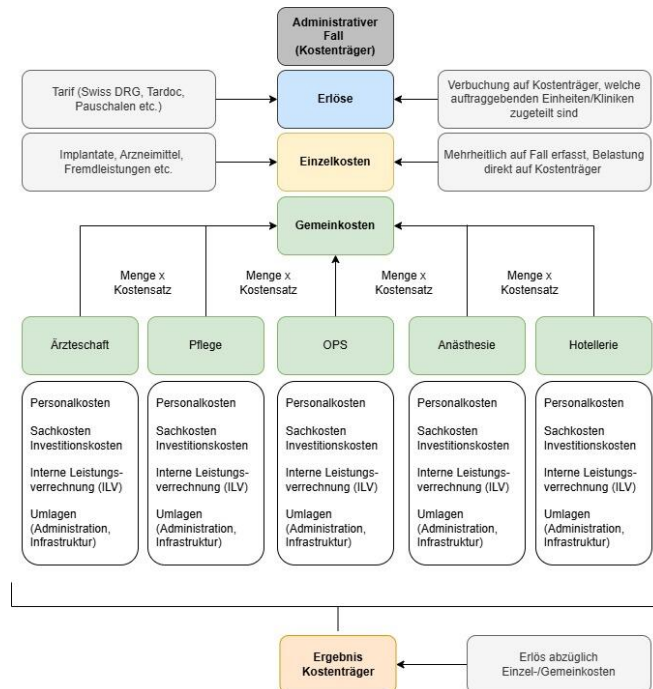 Administrativer
Fall
(Kostenträger)
Tarif (Swiss DRG, Tardoc,
Pauschalen etc.)
Erlöse
Verbuchung auf Kostenträger, welche
auftraggebenden Einheiten/Kliniken
zugeteilt sind
Implantate, Arzneimittel,
Fremdleistungen etc.
Einzelkosten
Mehrheitlich auf Fall erfasst, Belastung
direkt auf Kostenträger
Gemeinkosten
Menge x
Kostensatz
Menge x
Kostensatz
Menge x
Kostensatz
Menge x
Kostensatz
Ärzteschaft
Pflege
OPS
Anästhesie
Hotellerie
Personalkosten
Sachkosten
Investitionskosten
Interne Leistungs-
verrechnung (ILV)
Umlagen
(Administration,
Infrastruktur)
Personalkosten
Sachkosten
Investitionskosten
Interne Leistungs-
verrechnung (ILV)
Umlagen
(Administration,
Infrastruktur)
Personalkosten
Sachkosten
Investitionskosten
Interne Leistungs-
verrechnung (ILV)
Umlagen
(Administration,
Infrastruktur)
Personalkosten
Sachkosten
Investitionskosten
Interne Leistungs-
verrechnung (ILV)
Umlagen
(Administration,
Infrastruktur)
Personalkosten
Sachkosten
Investitionskosten
Interne Leistungs-
verrechnung (ILV)
Umlagen
(Administration,
Infrastruktur)
Ergebnis
Kostenträger
Erlös abzüglich
Einzel-/Gemeinkosten